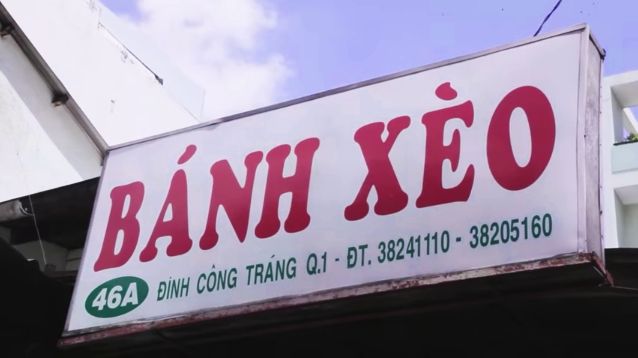 BÁNH XÈO
46A ĐINH CÔNG TRÁNG Q.1 - ĐT. 38241110 - 38205160